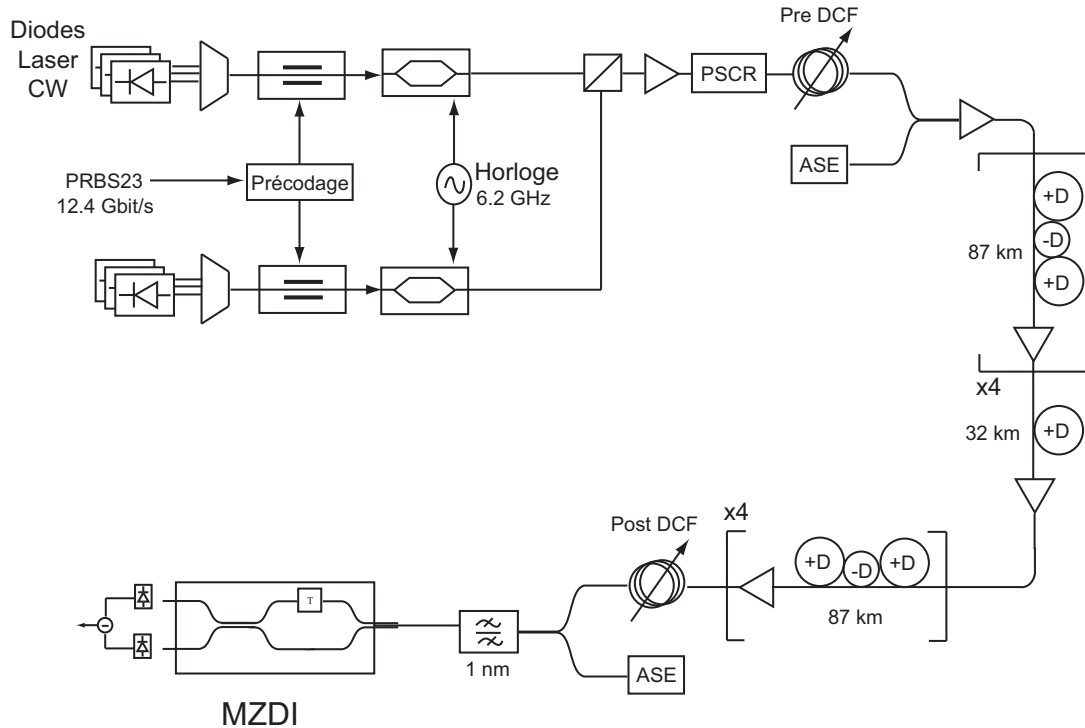 Diodes
Laser
CW
PRBS23
12.4 Gbit/s
Précodage
Horloge
6.2 GHz
PSCR
Pre DCF
ASE
+D
-D
+D
87 km
x4
32 km
+D
Post DCF
x4
+D
-D
+D
87 km
1 nm
ASE
T
−
MZDI